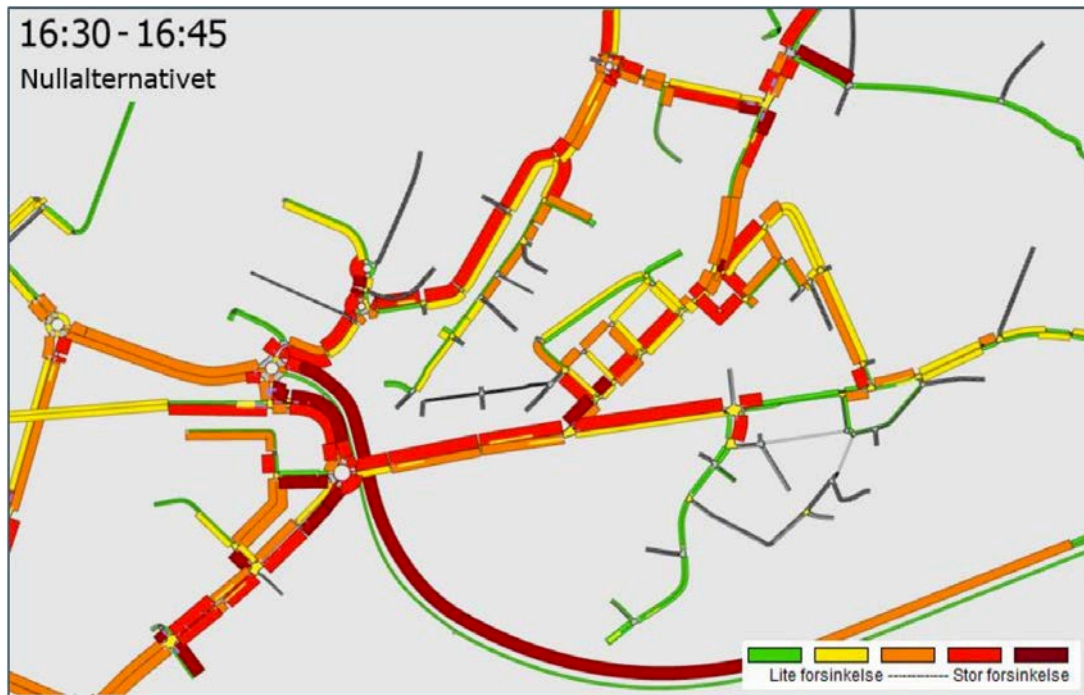 16:30 - 16:45
Nullalternativet
Lite forsinkelse ----------- Stor forsinkelse